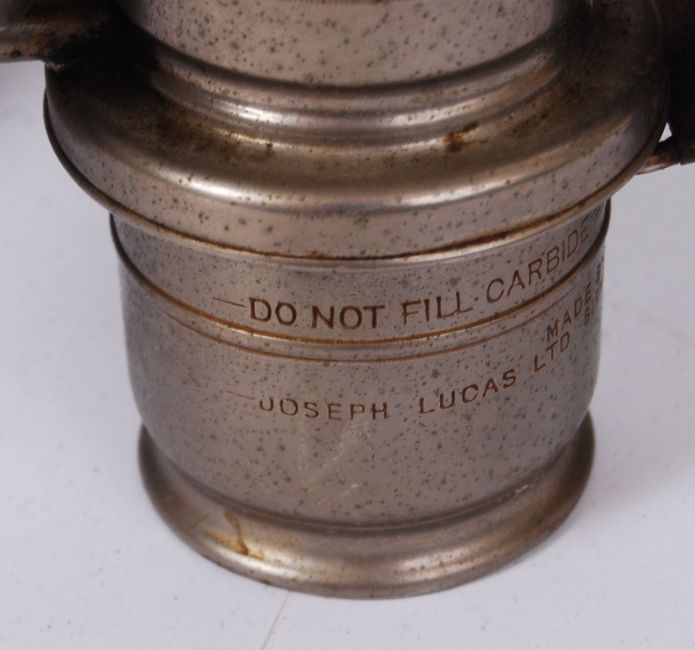 —DO NOT FILL CARBIDE
MADE
—JOSEPH LUCAS LTD